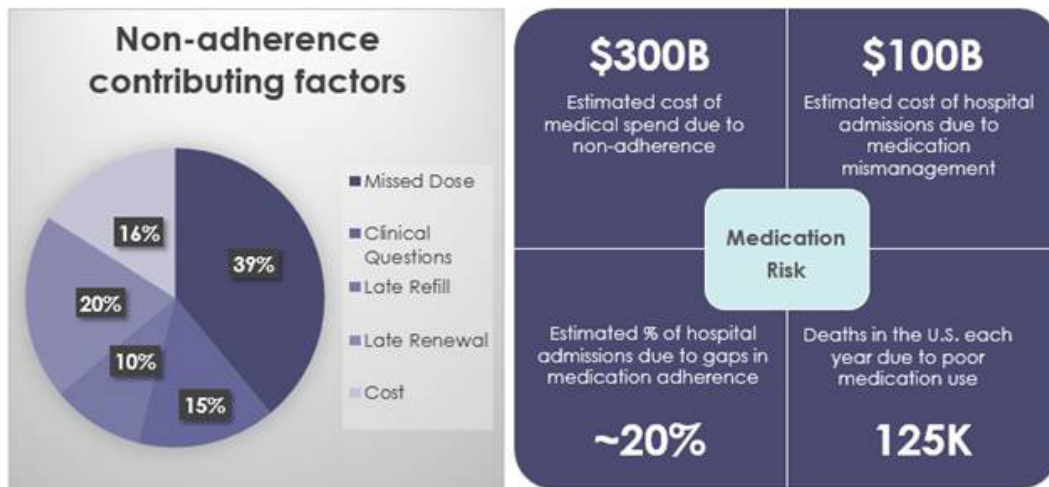 Non-adherence
contributing factors
16%
39%
20%
10%
15%
Missed Dose
Clinical
Questions
Late Refill
Late Renewal
Cost
$300B
Estimated cost of
medical spend due to
non-adherence
$100B
Estimated cost of hospital
admissions due to
medication
mismanagement
Medication
Risk
Estimated % of hospital
admissions due to gaps in
medication adherence
~20%
Deaths in the U.S. each
year due to poor
medication use
125K